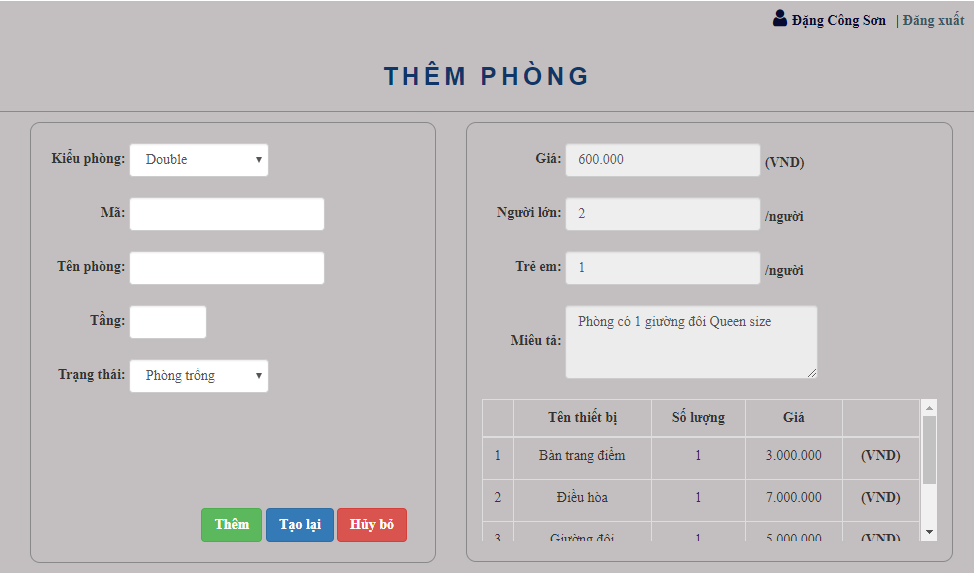 Đặng Công Sơn | Đăng xuất
THÊM PHÒNG
Kiểu phòng: Double
Mã:
Tên phòng:
Tầng:
Trạng thái: Phòng trống
Thêm Tạo lại Hủy bỏ
Giá: 600.000 (VND)
Người lớn: 2 /người
Trẻ em: 1 /người
Miêu tả: Phòng có 1 giường đôi Queen size
Tên thiết bị Số lượng Giá
1 Bàn trang điểm 1 3.000.000 (VND)
2 Điều hòa 1 7.000.000 (VND)
3 Giường đôi 1 5.000.000 (VND)